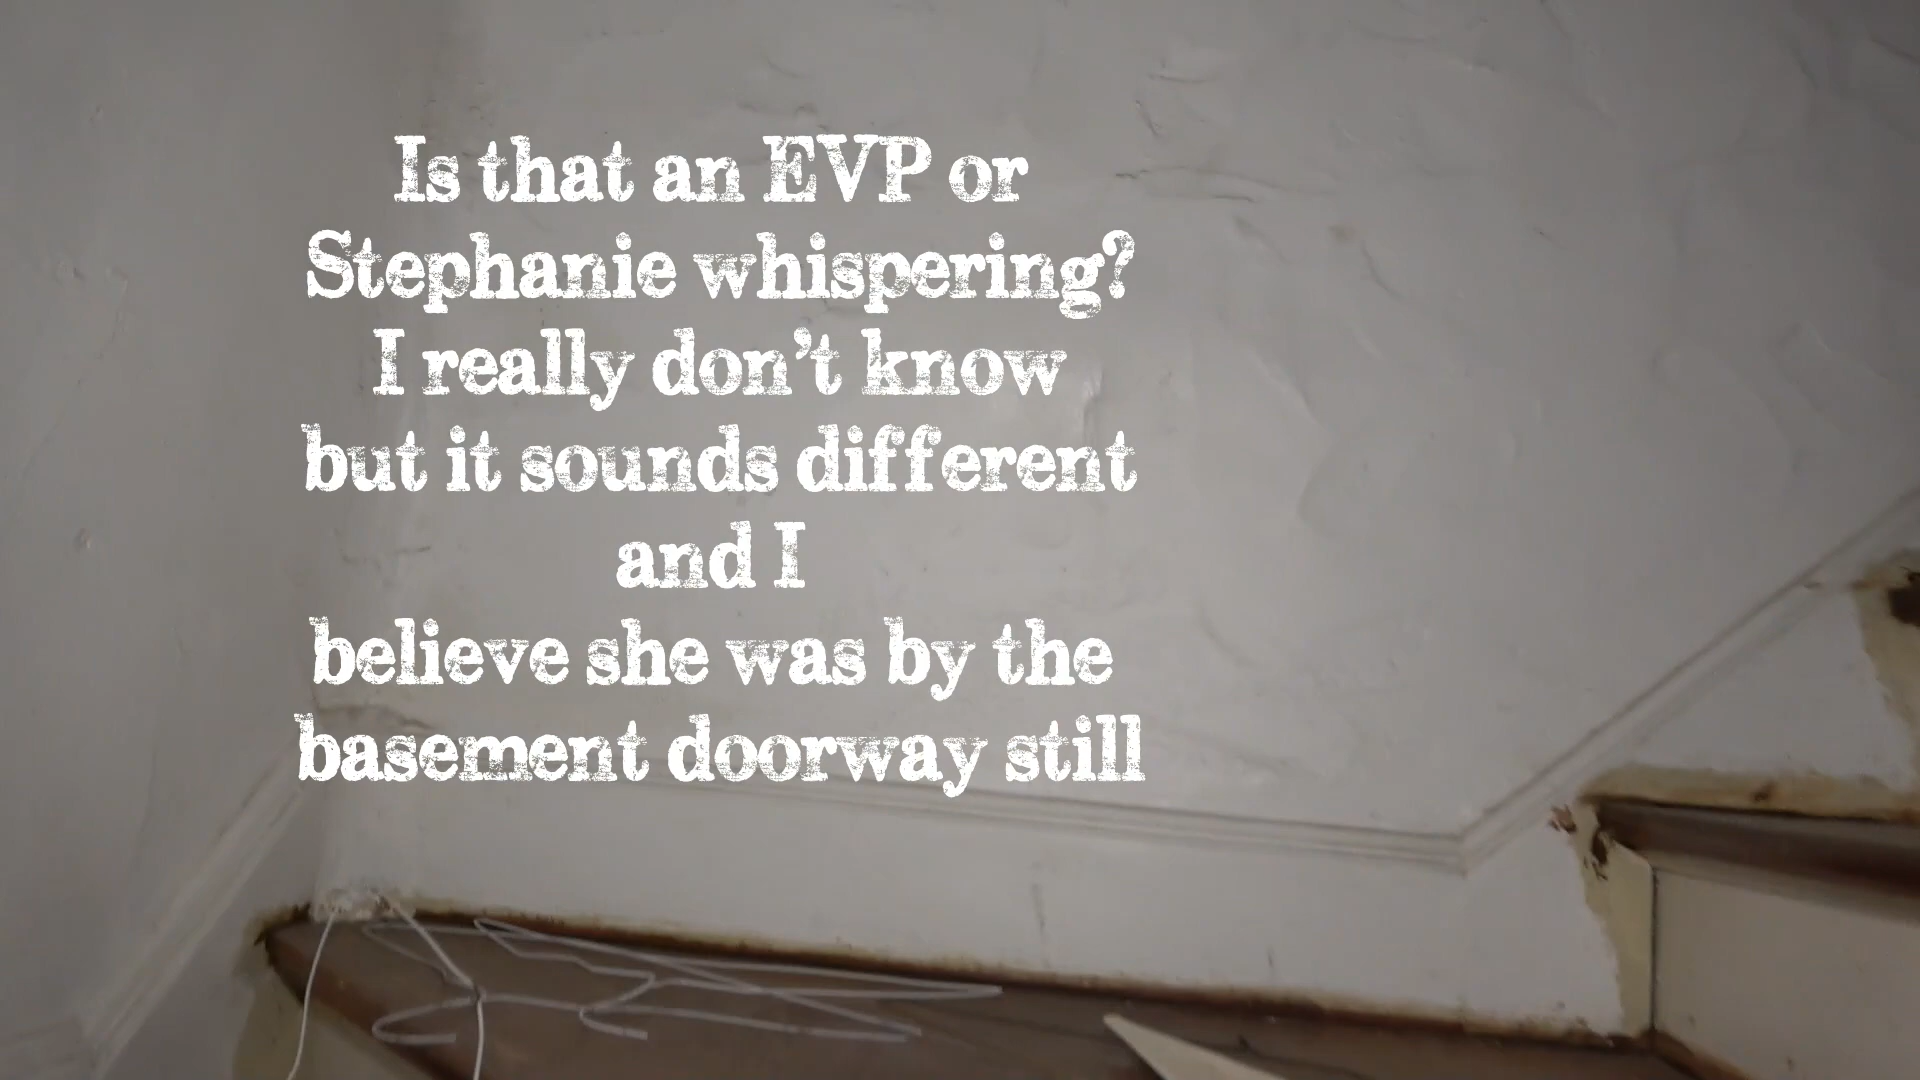 Is that an EVP or
Stephanie whispering?
I really don't know
but it sounds different
and I
believe she was by the
basement doorway still